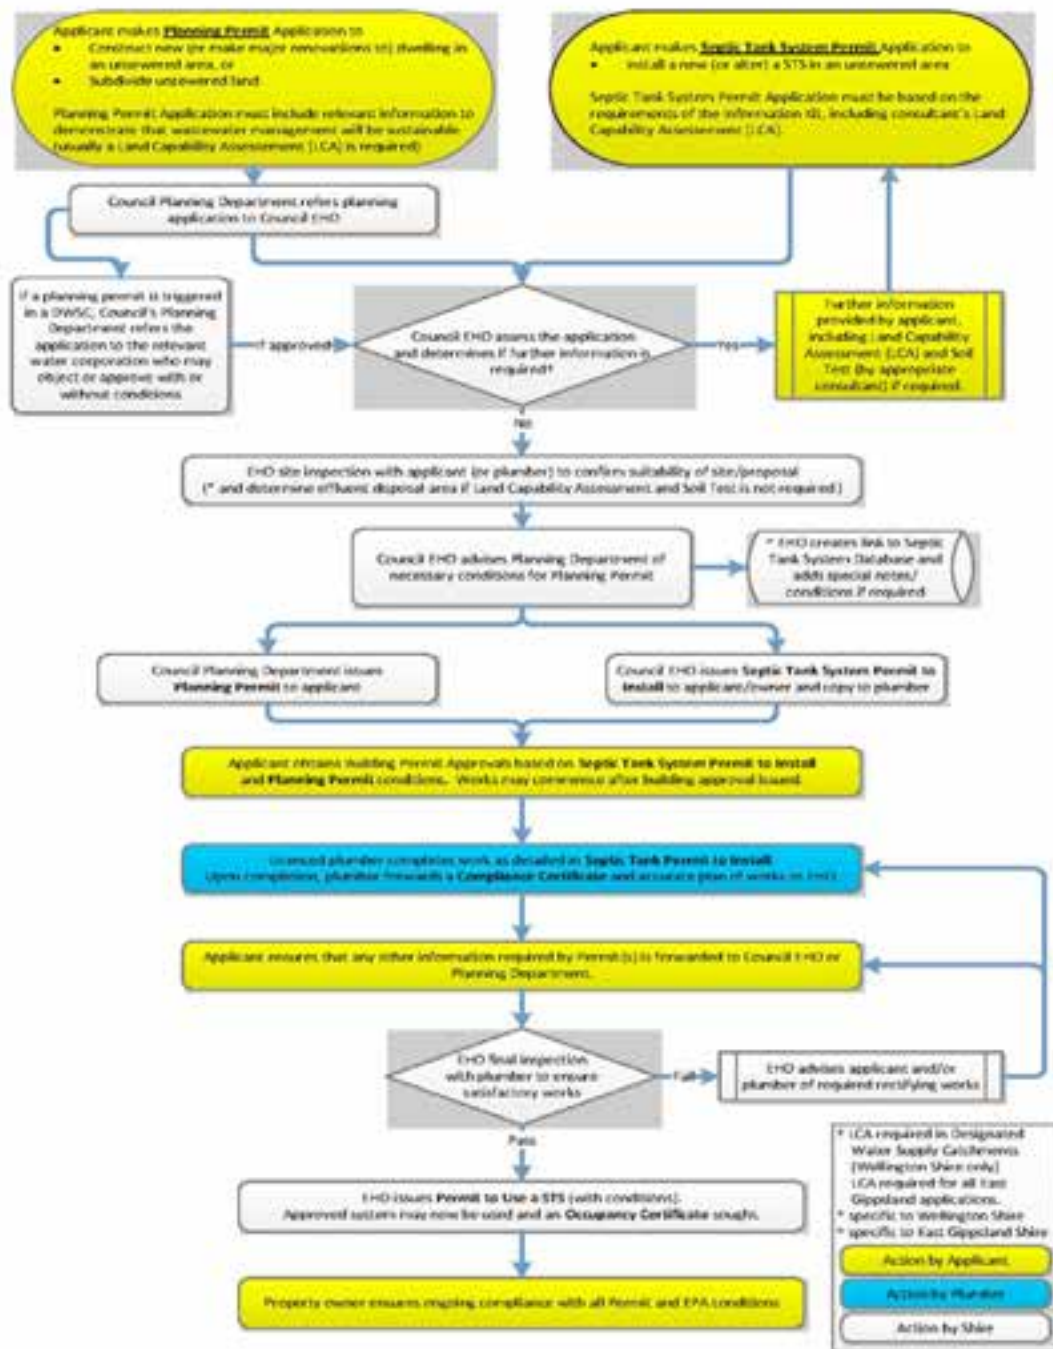 Applicant makes Planning Permit Application to
• Construct new (or make major renovations to) dwelling in
an unsewered area, or
• Subdivide unsewered land
Planning Permit Application must include relevant information to
demonstrate that wastewater management will be sustainable
(usually a Land Capability Assessment (LCA) is required)
Applicant makes Septic Tank System Permit Application to
• Install a new (or alter) a STS in an unsewered area
Septic Tank System Permit Application must be based on the
requirements of the Information Kit, including consultant's Land
Capability Assessment (LCA).
Council Planning Department refers planning
application to Council EHO
If a planning permit is triggered
in a DWSC, Council's Planning
Department refers the
application to the relevant
water corporation who may
object or approve with or
without conditions
If approved
Council EHO assess the application
and determines if further information is
required*
Yes
Further information
provided by applicant,
including Land Capability
Assessment (LCA) and Soil
Test (by appropriate
consultant) if required.
No
EHO site inspection with applicant (or plumber) to confirm suitability of site/proposal
(* and determine effluent disposal area if Land Capability Assessment and Soil Test is not required)
Council EHO advises Planning Department of
necessary conditions for Planning Permit
* EHO creates link to Septic
Tank System Database and
adds special notes/
conditions if required
Council Planning Department issues
Planning Permit to applicant
Council EHO issues Septic Tank System Permit to
Install to applicant/owner and copy to plumber
Applicant obtains Building Permit Approvals based on Septic Tank System Permit to Install
and Planning Permit conditions. Works may commence after building approval issued.
Licenced plumber completes work as detailed in Septic Tank Permit to Install
Upon completion, plumber forwards a Compliance Certificate and accurate plan of works to EHO.
Applicant ensures that any other information required by Permit(s) is forwarded to Council EHO or
Planning Department.
EHO final inspection
with plumber to ensure
satisfactory works
Fail
EHO advises applicant and/or
plumber of required rectifying works
Pass
EHO issues Permit to Use a STS (with conditions).
Approved system may now be used and an Occupancy Certificate sought.
Property owner ensures ongoing compliance with all Permit and EPA conditions
* LCA required in Designated
Water Supply Catchments
(Wellington Shire only)
LCA required for all East
Gippsland applications.
* specific to Wellington Shire
* specific to East Gippsland Shire
Action by Applicant
Action by Plumber
Action by Shire